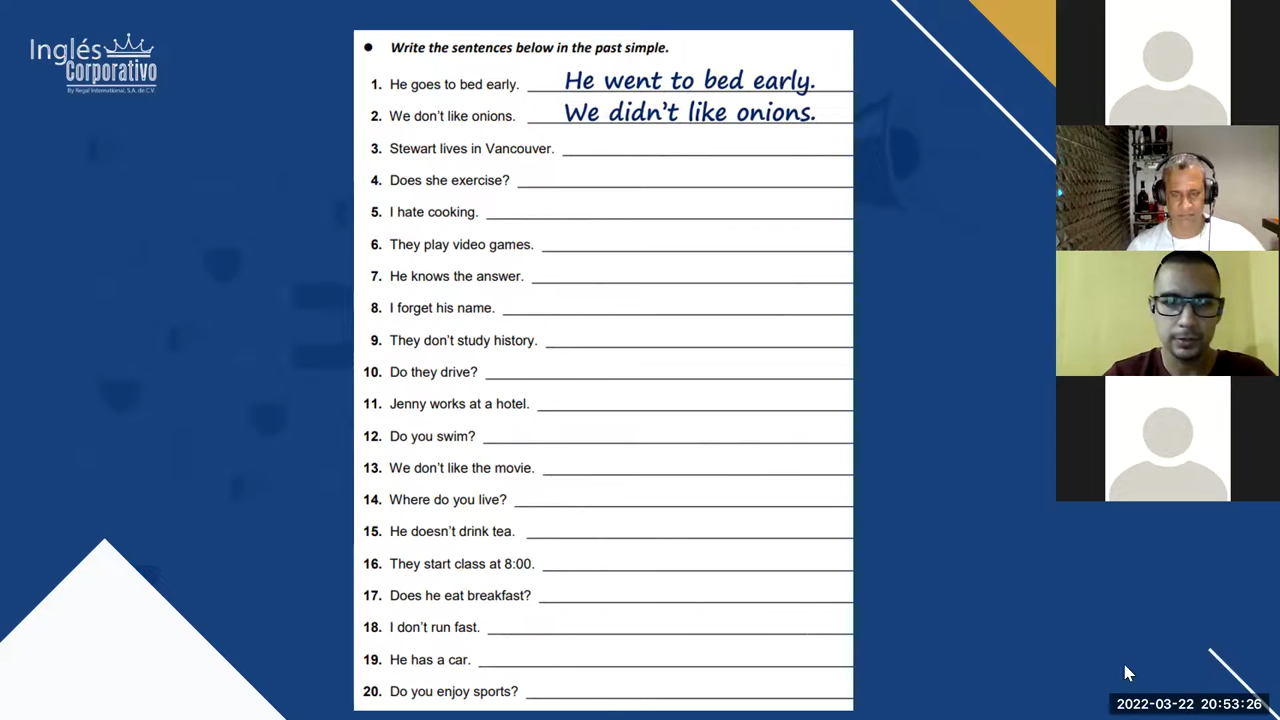 Inglés
Corporativo
By Regal International, S.A. de C.V.
● Write the sentences below in the past simple.
1. He goes to bed early. He went to bed early.
2. We don't like onions. We didn't like onions.
3. Stewart lives in Vancouver.
4. Does she exercise?
5. I hate cooking.
6. They play video games.
7. He knows the answer.
8. I forget his name.
9. They don't study history.
10. Do they drive?
11. Jenny works at a hotel.
12. Do you swim?
13. We don't like the movie.
14. Where do you live?
15. He doesn't drink tea.
16. They start class at 8:00.
17. Does he eat breakfast?
18. I don't run fast.
19. He has a car.
20. Do you enjoy sports?
2022-03-22 20:53:26